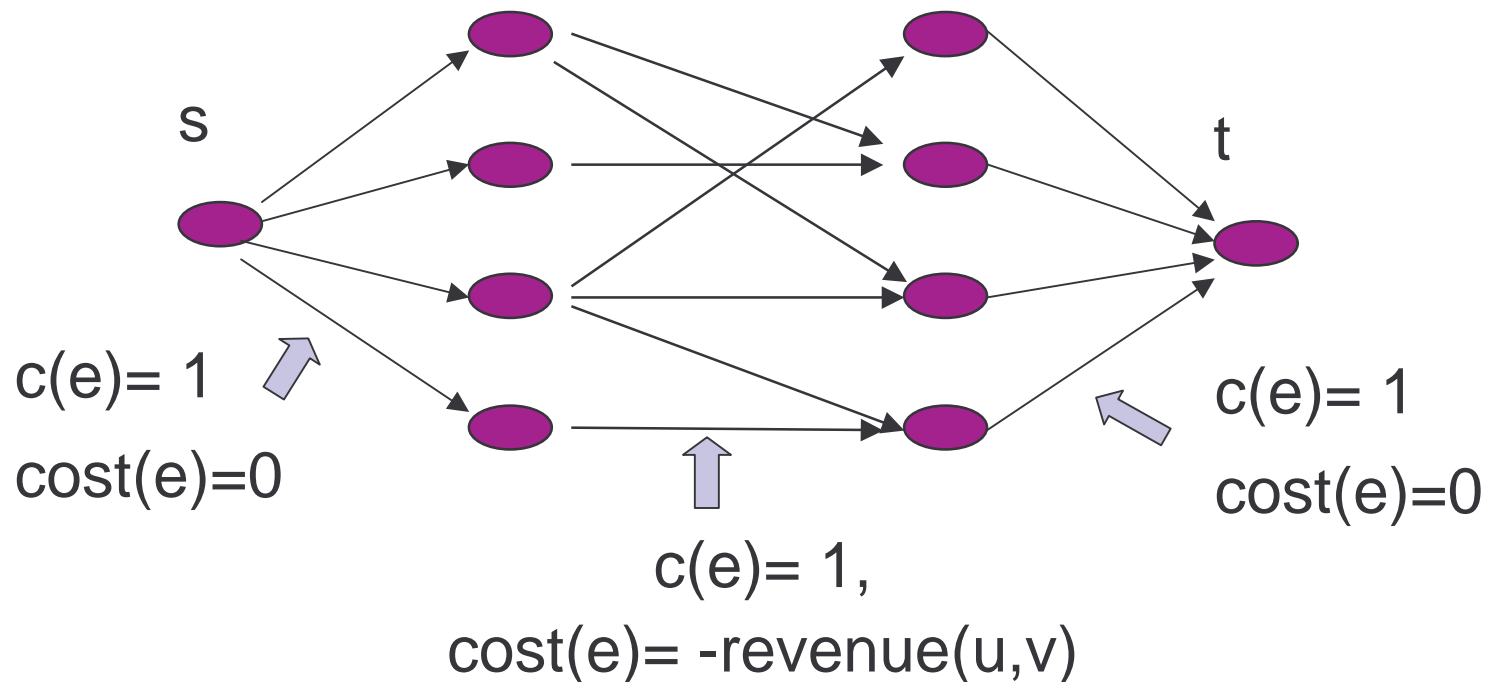 s
t
c(e)= 1
cost(e)=0
c(e)= 1,
cost(e)= -revenue(u,v)
c(e)= 1
cost(e)=0